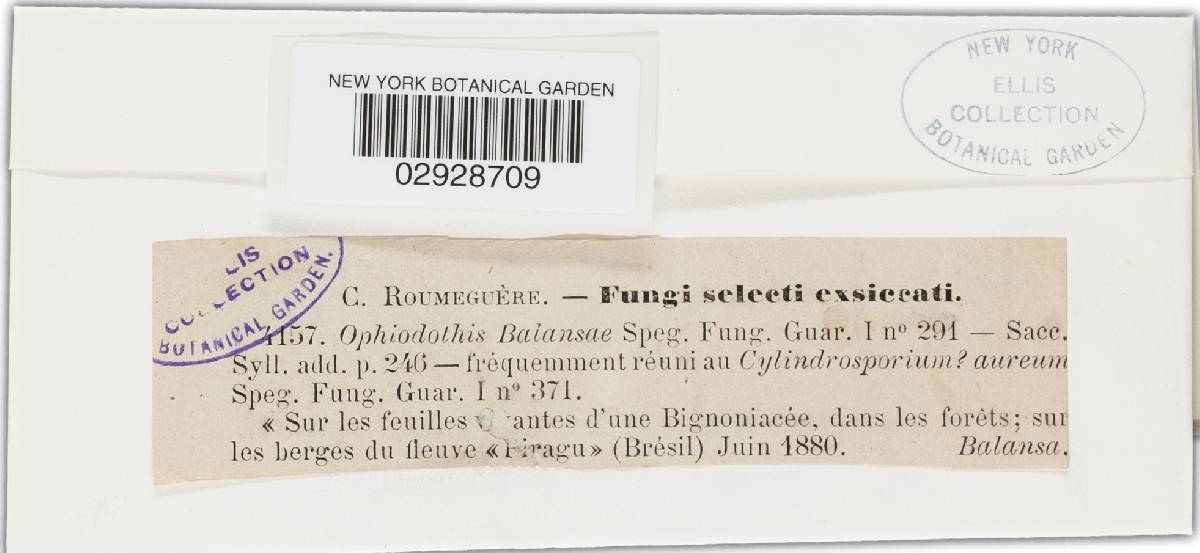 NEW YORK BOTANICAL GARDEN
02928709
NEW YORK
ELLIS
COLLECTION
BOTANICAL GARDEN
LIS
COLLECTION
BOTANICAL GARDEN.
C. ROUMEGUÈRE. — Fungi selecti exsiccati.
4157. Ophiodothis Balansae Speg. Fung. Guar. I nº 291 — Sacc.
Syll. add. p. 246 — fréquemment réuni au Cylindrosporium? aureum
Speg. Fung. Guar. I nº 371.
« Sur les feuilles d'une Bignoniacée, dans les forêts; sur
les berges du fleuve (Brésil) Juin 1880. Balansa.